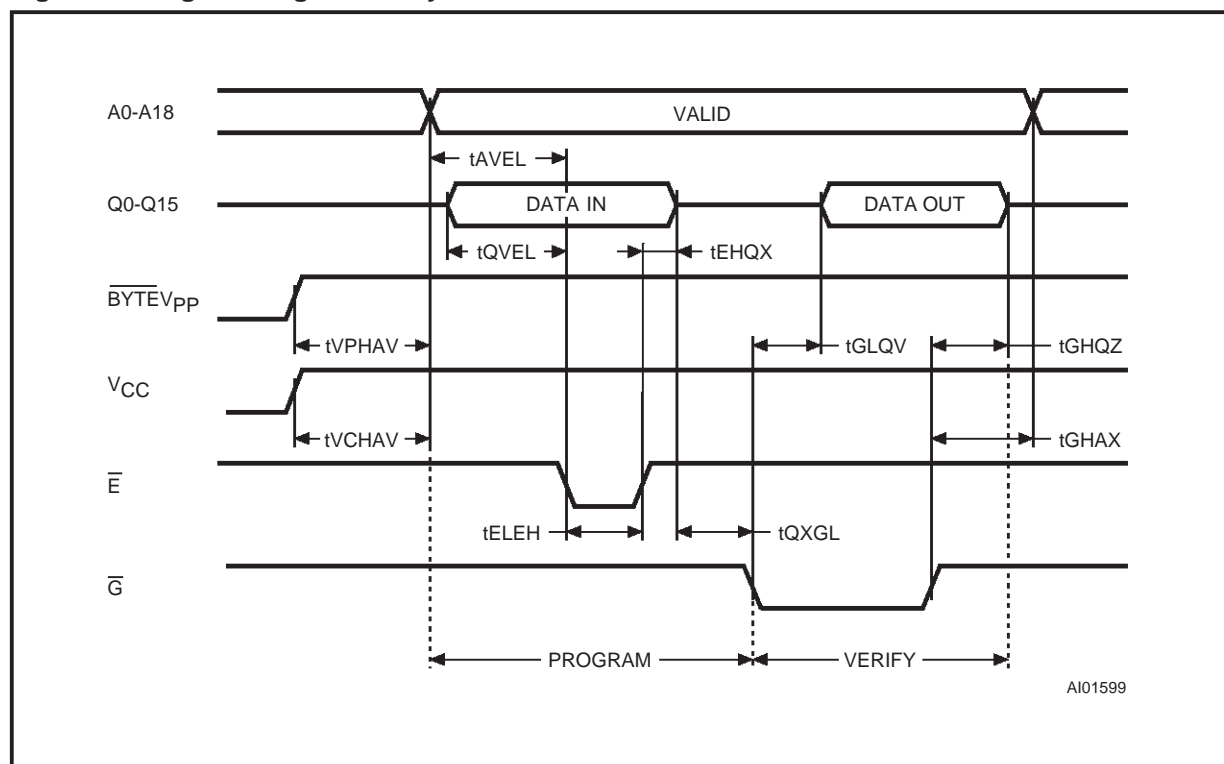 A0-A18
VALID
tAVEL
Q0-Q15
DATA IN
DATA OUT
tQVEL
tEHQX
BYTEVPP
tVPHAV
tGLQV
tGHQZ
VCC
tVCHAV
tGHAX
E
tELEH
tQXGL
G
PROGRAM
VERIFY
AI01599